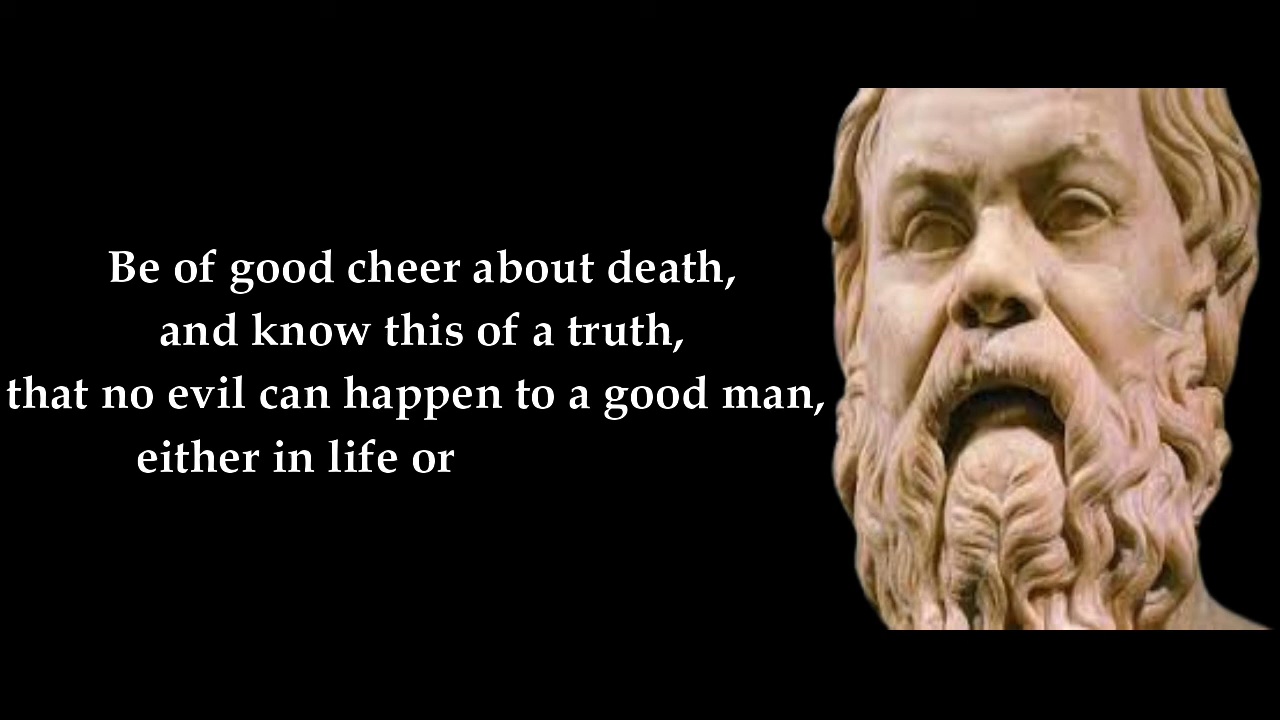 Be of good cheer about death,
and know this of a truth,
that no evil can happen to a good man,
either in life or